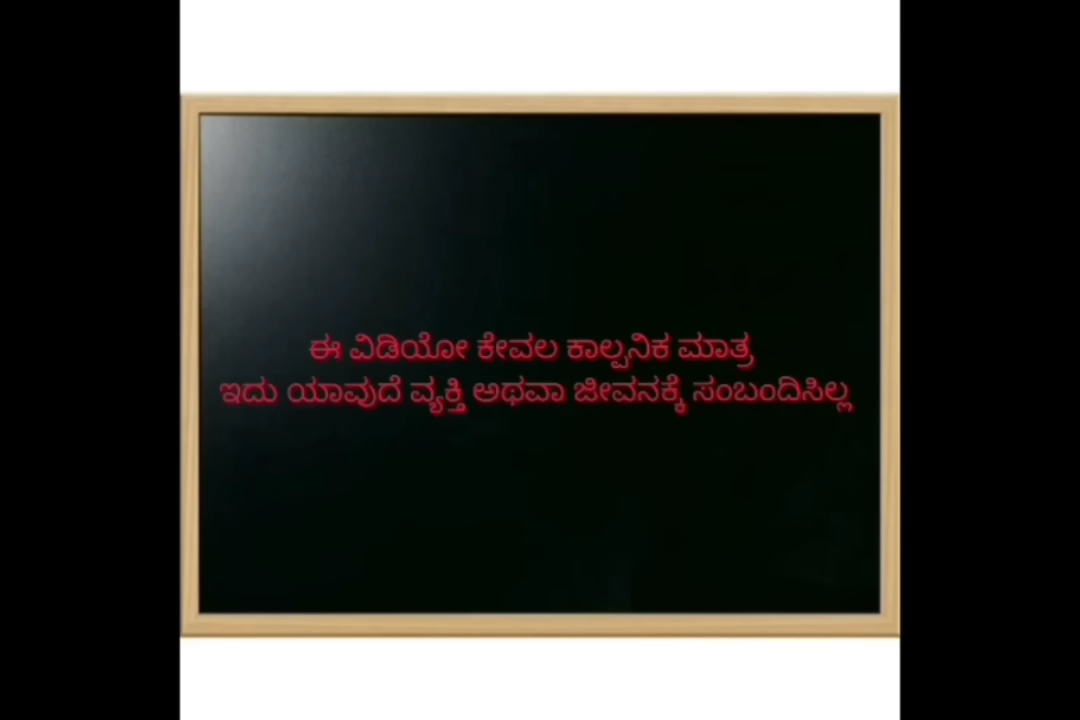 ಈ ವಿಡಿಯೋ ಕೇವಲ ಕಾಲ್ಪನಿಕ ಮಾತ್ರ
ಇದು ಯಾವುದೆ ವ್ಯಕ್ತಿ ಅಥವಾ ಜೀವನಕ್ಕೆ ಸಂಬಂದಿಸಿಲ್ಲ